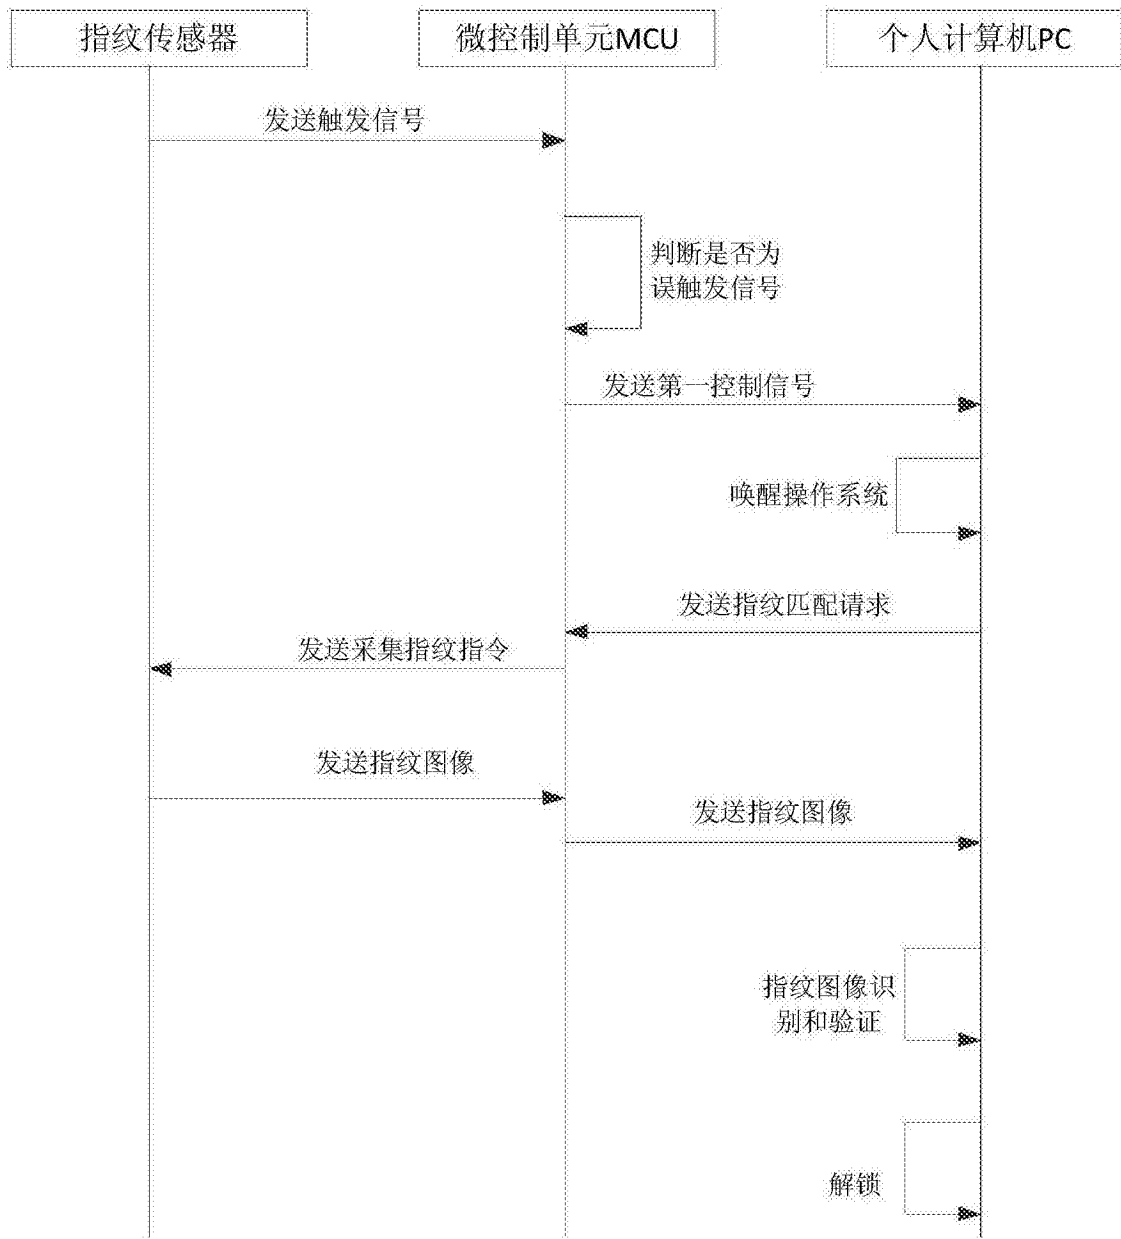 指纹传感器
微控制单元MCU
个人计算机PC
发送触发信号
判断是否为
误触发信号
发送第一控制信号
唤醒操作系统
发送指纹匹配请求
发送采集指纹指令
发送指纹图像
发送指纹图像
指纹图像识
别和验证
解锁